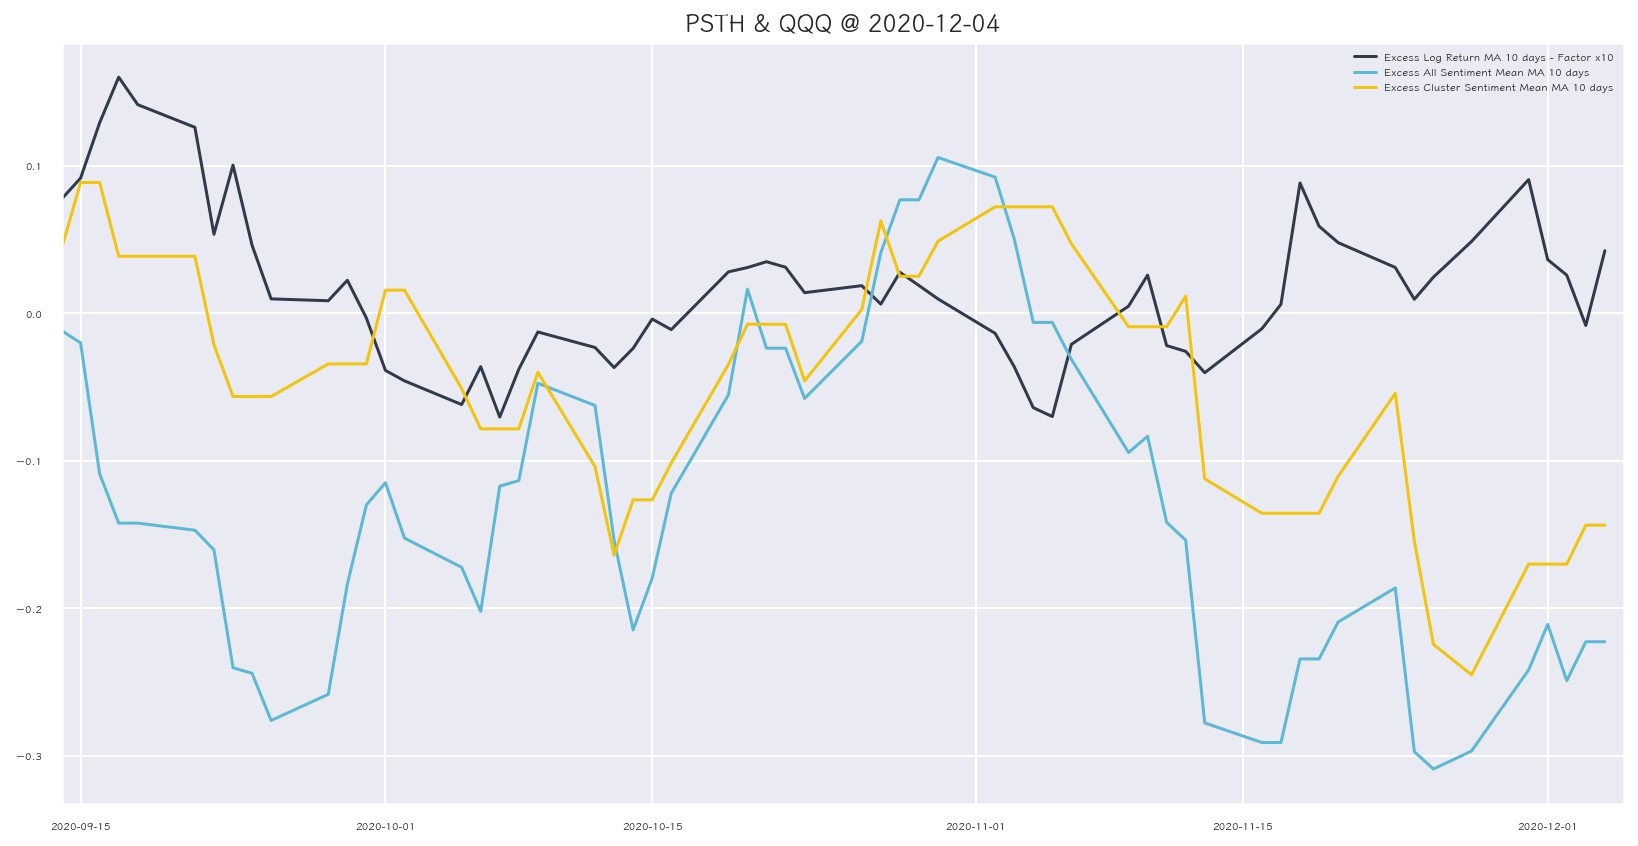 PSTH & QQQ @ 2020-12-04
Excess Log Return MA 10 days - Factor x10
Excess All Sentiment Mean MA 10 days
Excess Cluster Sentiment Mean MA 10 days
0.1
0.0
−0.1
−0.2
−0.3
2020-09-15 2020-10-01 2020-10-15 2020-11-01 2020-11-15 2020-12-01